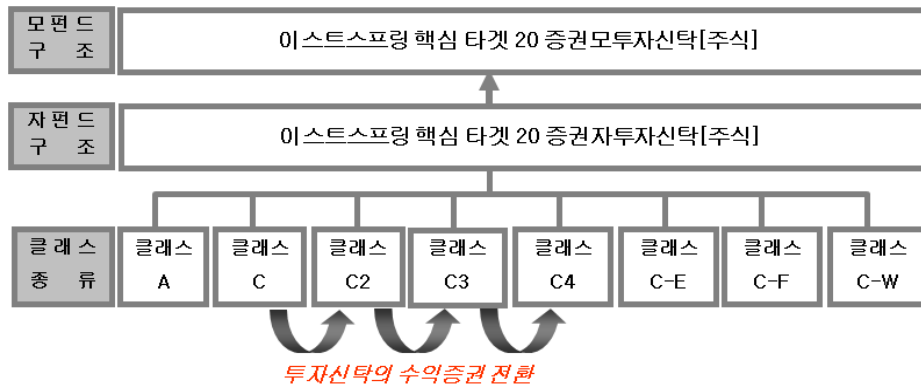 모 펀 드
구 조
이스트스프링 핵심 타겟 20 증권모투자신탁[주식]
자 펀 드
구 조
이스트스프링 핵심 타겟 20 증권자투자신탁[주식]
클 래 스
종 류
클래스
A
클래스
C
클래스
C2
클래스
C3
클래스
C4
클래스
C-E
클래스
C-F
클래스
C-W
투자신탁의 수익증권 전환